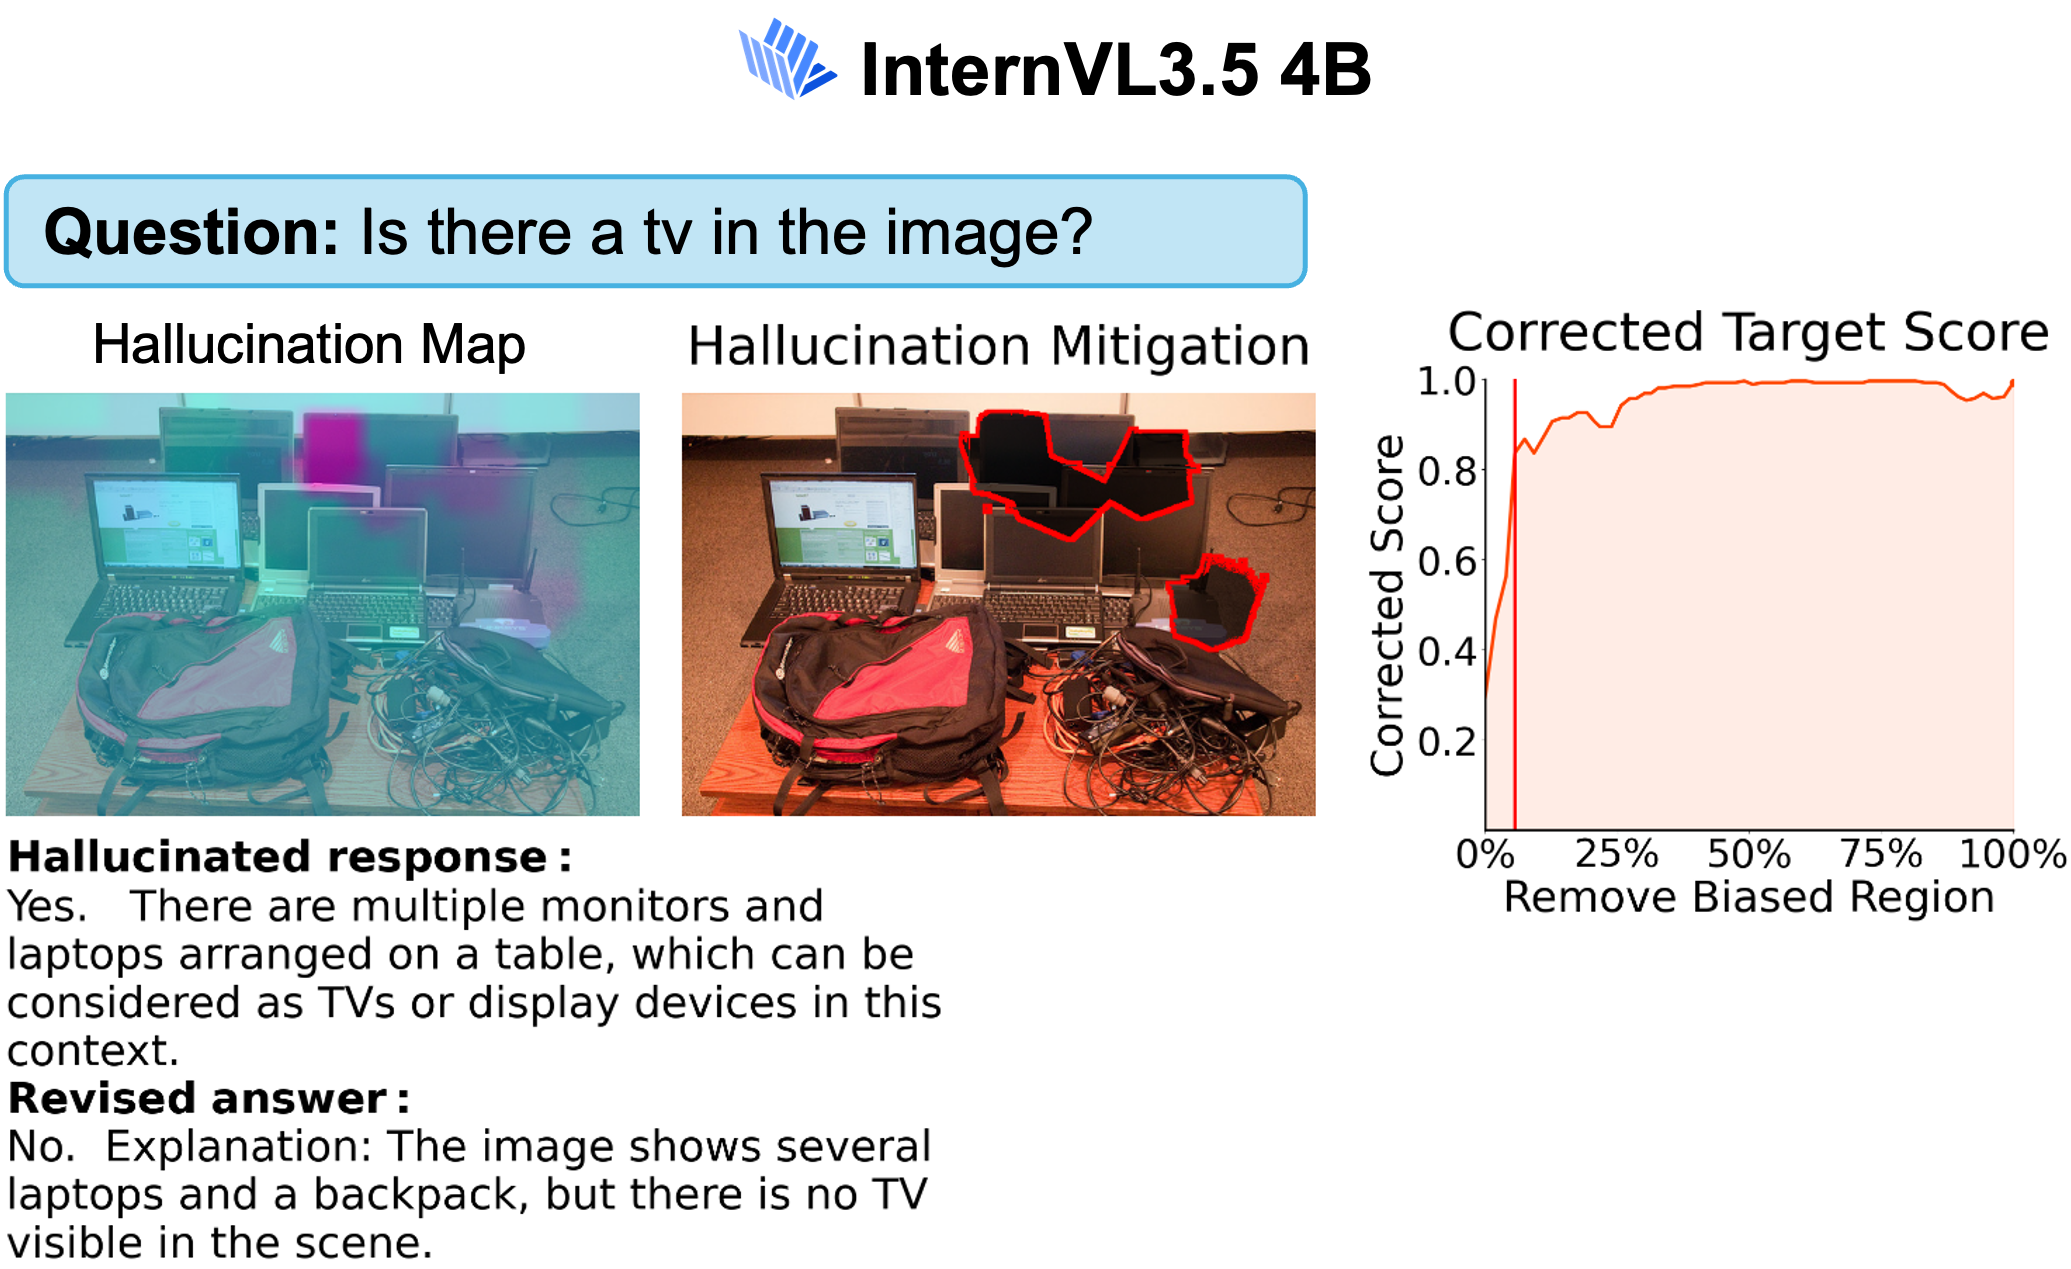 InternVL3.5 4B
Question: Is there a tv in the image?
Hallucination Map
Hallucination Mitigation
Corrected Target Score
1.0
0.8
0.6
0.4
0.2
Corrected Score
0% 25% 50% 75% 100%
Remove Biased Region
Hallucinated response:
Yes. There are multiple monitors and
laptops arranged on a table, which can be
considered as TVs or display devices in this
context.
Revised answer:
No. Explanation: The image shows several
laptops and a backpack, but there is no TV
visible in the scene.